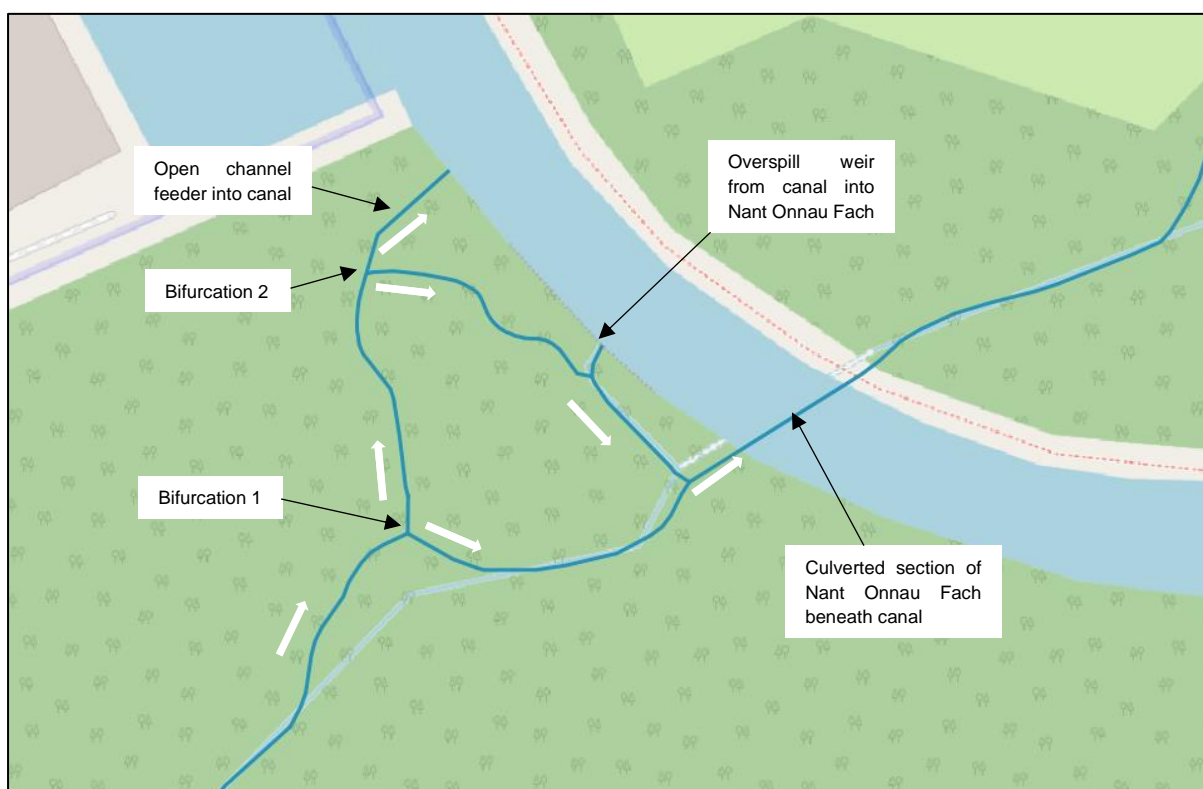 Open channel
feeder into canal
Overspill weir
from canal into
Nant Onnau Fach
Bifurcation 2
Bifurcation 1
Culverted section of
Nant Onnau Fach
beneath canal